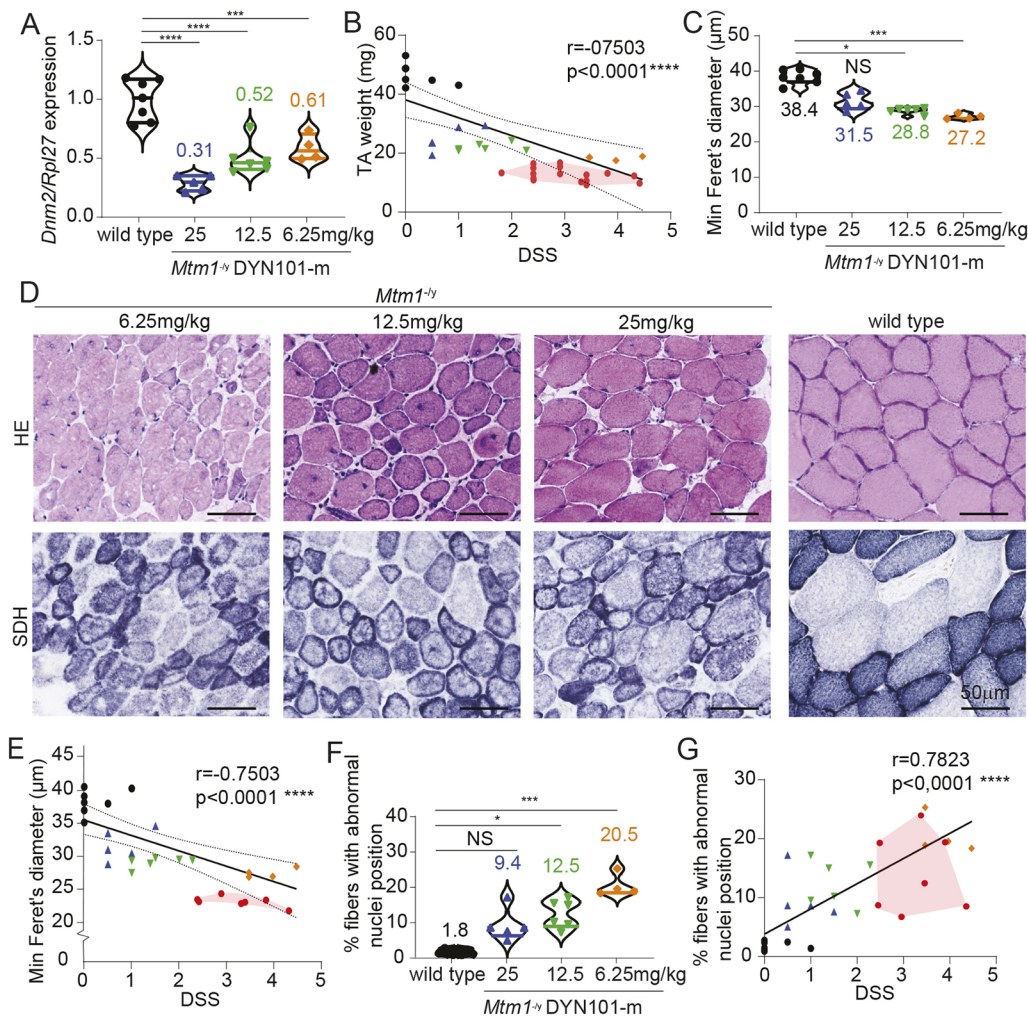 A
Dnm2/Rpl27 expression
1.5
1.0
0.5
0.0
***
****
****
0.31
0.52
0.61
wild type
25
12.5
6.25mg/kg
Mtm1-/y DYN101-m
B
TA weight (mg)
60
40
20
0
r=-07503
p<0.0001****
0 1 2 3 4 5
DSS
C
Min Feret's diameter (µm)
50
40
30
20
10
0
***
*
NS
38.4
31.5
28.8
27.2
wild type
25
12.5
6.25mg/kg
Mtm1-/y DYN101-m
D
Mtm1-/y
6.25mg/kg
12.5mg/kg
25mg/kg
wild type
HE
SDH
50µm
E
Min Feret's diameter (µm)
45
40
35
30
25
20
0
r=-0.7503
p<0.0001 ****
0 1 2 3 4 5
DSS
F
% fibers with abnormal
nuclei position
40
30
20
10
0
***
*
NS
1.8
9.4
12.5
20.5
wild type
25
12.5
6.25mg/kg
Mtm1-/y DYN101-m
G
% fibers with abnormal
nuclei position
30
20
10
0
r=0.7823
p<0,0001 ****
0 1 2 3 4 5
DSS